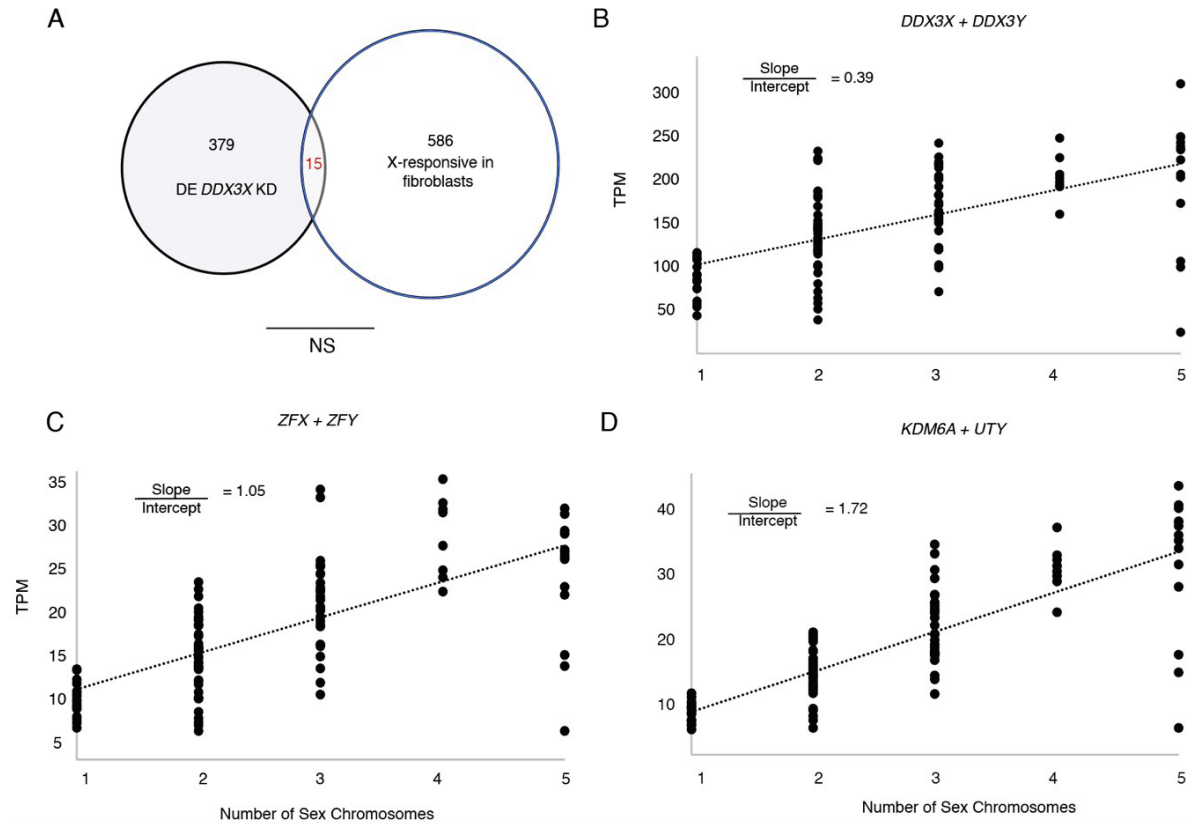 A
379
DE DDX3X KD
15
586
X-responsive in
fibroblasts
NS
B
DDX3X + DDX3Y
Slope
Intercept
= 0.39
TPM
300
250
200
150
100
50
1 2 3 4 5
C
ZFX + ZFY
Slope
Intercept
= 1.05
TPM
35
30
25
20
15
10
5
1 2 3 4 5
Number of Sex Chromosomes
D
KDM6A + UTY
Slope
Intercept
= 1.72
40
30
20
10
1 2 3 4 5
Number of Sex Chromosomes